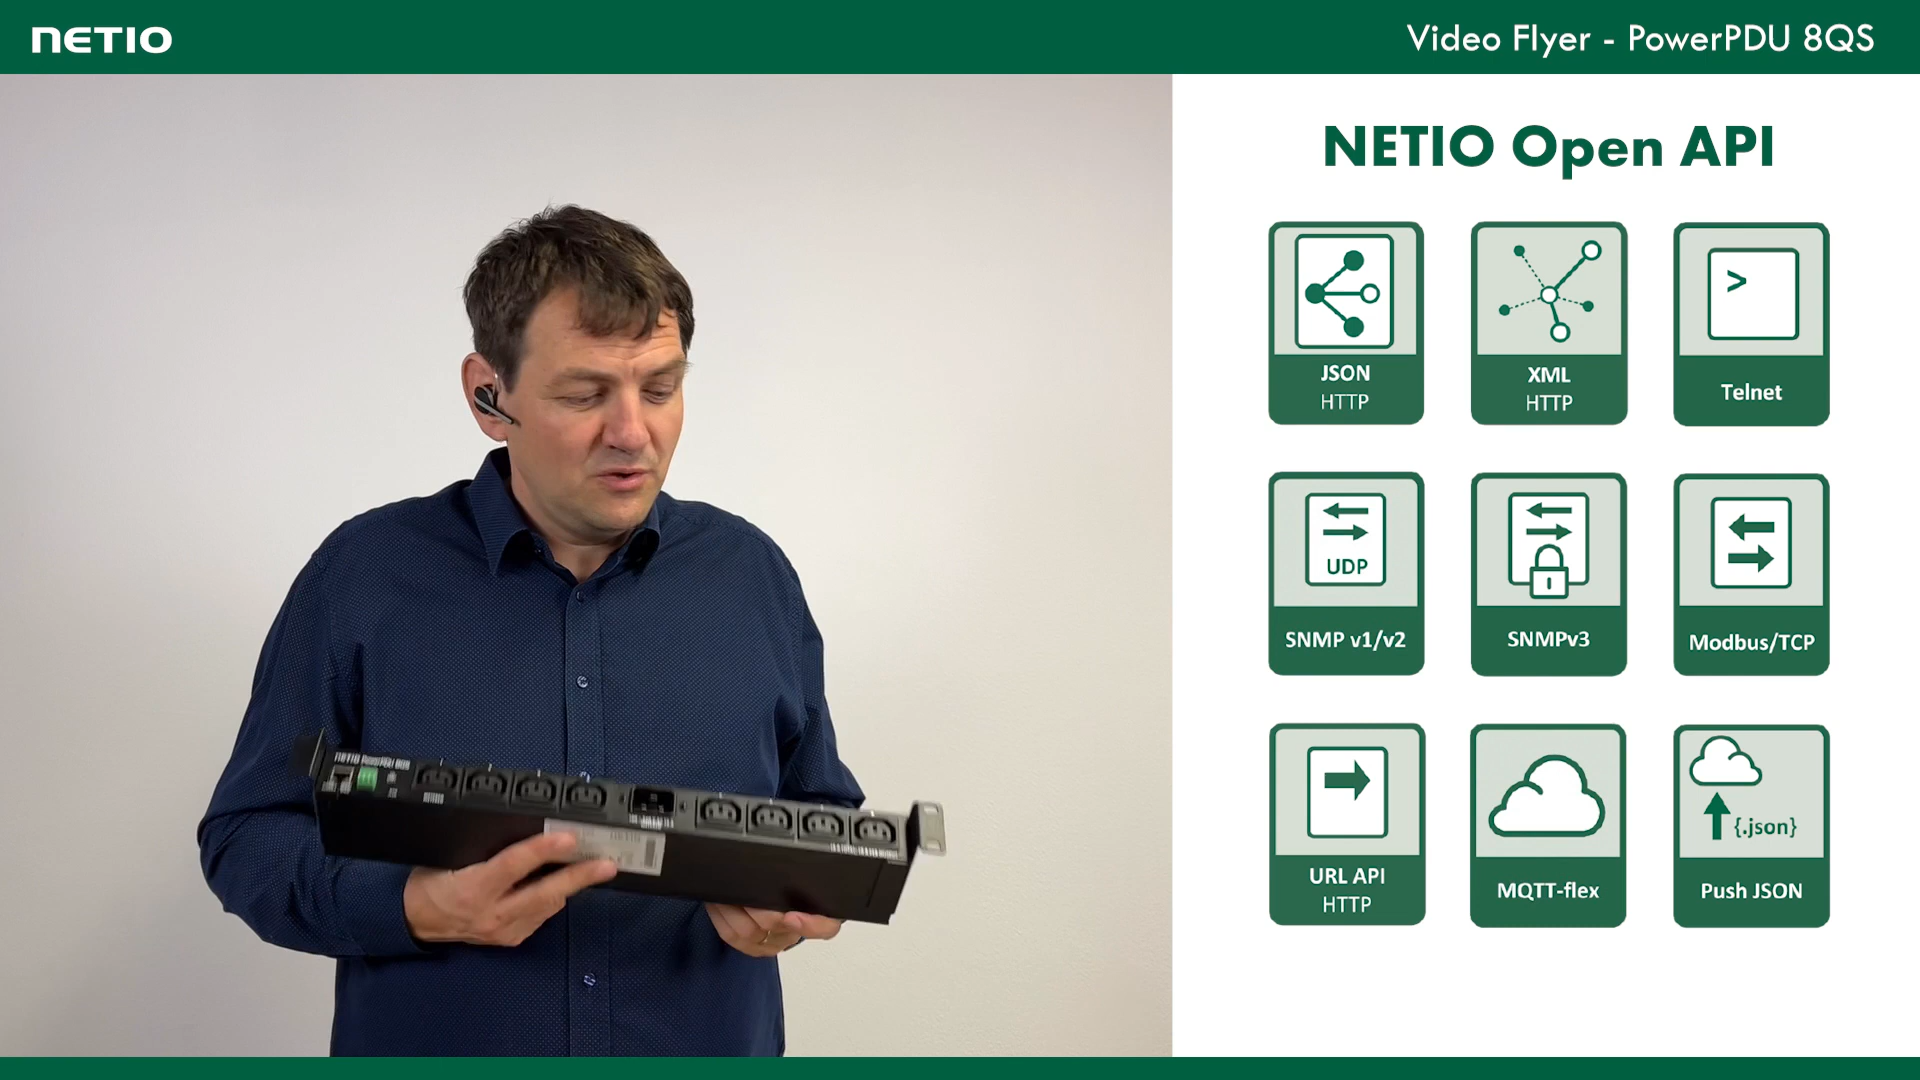 NETIO
Video Flyer - PowerPDU 8QS
NETIO Open API
JSON
HTTP
XML
HTTP
>
Telnet
UDP
SNMP v1/v2
SNMPv3
Modbus/TCP
URL API
HTTP
MQTT-flex
{.json}
Push JSON
NETIO